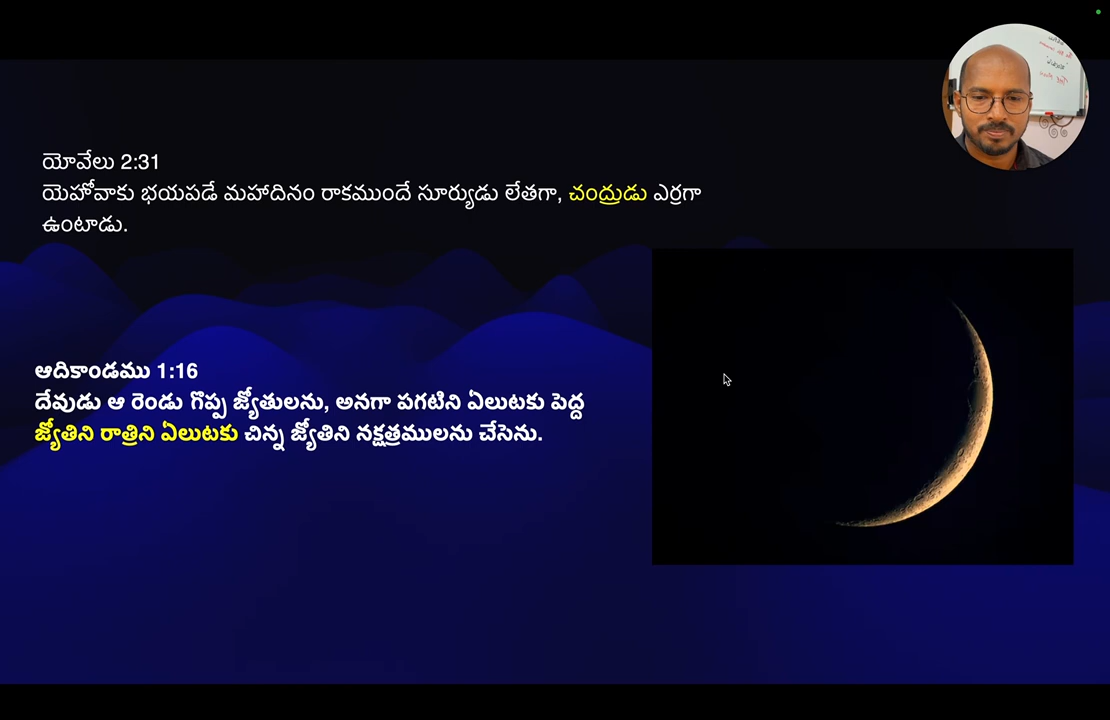 యోవేలు 2:31
యెహోవాకు భయపడే మహాదినం రాకముందే సూర్యుడు లేతగా, చంద్రుడు ఎర్రగా
ఉంటాడు.
ఆదికాండము 1:16
దేవుడు ఆ రెండు గొప్ప జ్యోతులను, అనగా పగటిని ఏలుటకు పెద్ద
జ్యోతిని రాత్రిని ఏలుటకు చిన్న జ్యోతిని నక్షత్రములను చేసెను.